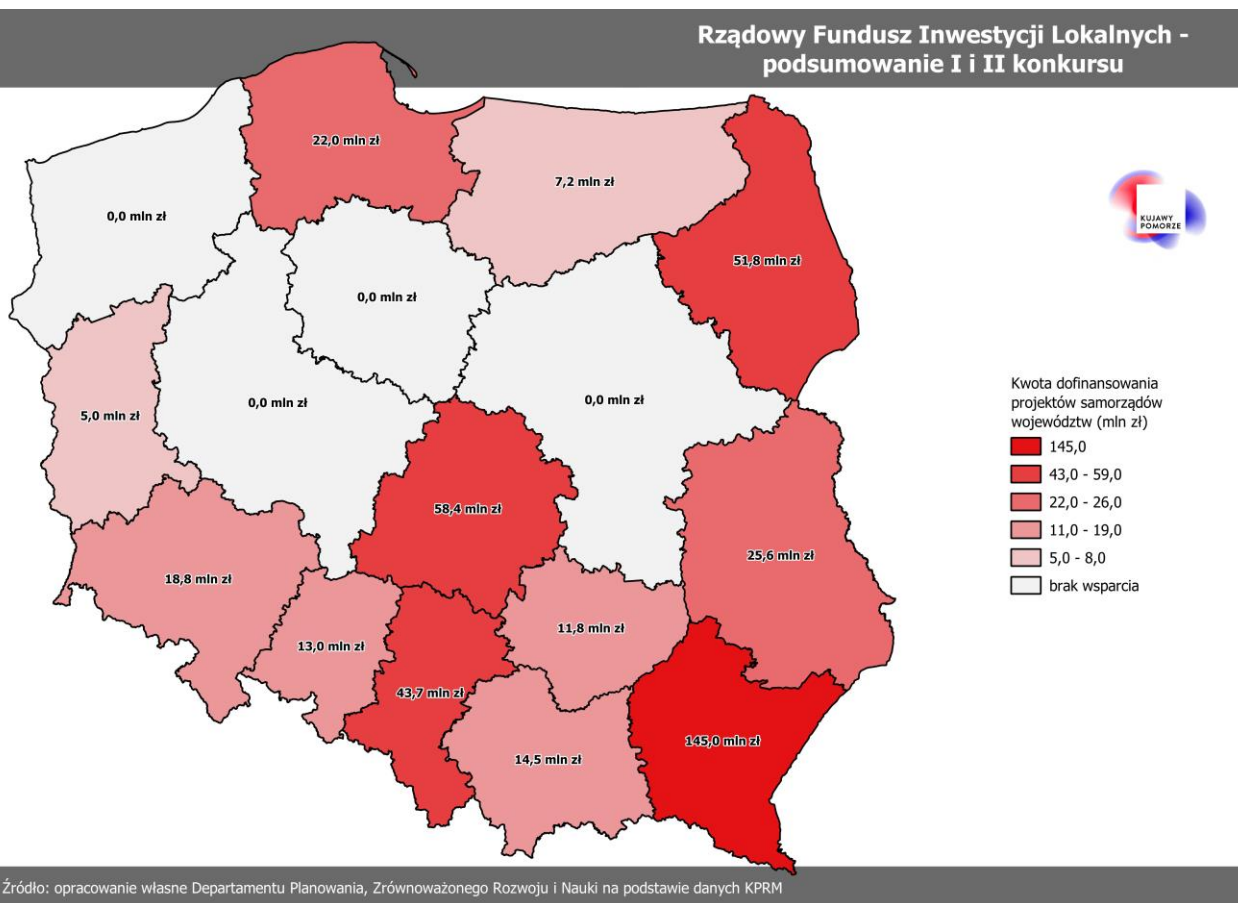 Rządowy Fundusz Inwestycji Lokalnych -
podsumowanie I i II konkursu
22,0 mln zł
7,2 mln zł
0,0 mln zł
51,8 mln zł
0,0 mln zł
5,0 mln zł
0,0 mln zł
0,0 mln zł
58,4 mln zł
25,6 mln zł
18,8 mln zł
11,8 mln zł
13,0 mln zł
43,7 mln zł
145,0 mln zł
14,5 mln zł
KUJAWY
POMORZE
Kwota dofinansowania
projektów samorządów
województw (mln zł)
145,0
43,0 - 59,0
22,0 - 26,0
11,0 - 19,0
5,0 - 8,0
brak wsparcia
Źródło: opracowanie własne Departamentu Planowania, Zrównoważonego Rozwoju i Nauki na podstawie danych KPRM